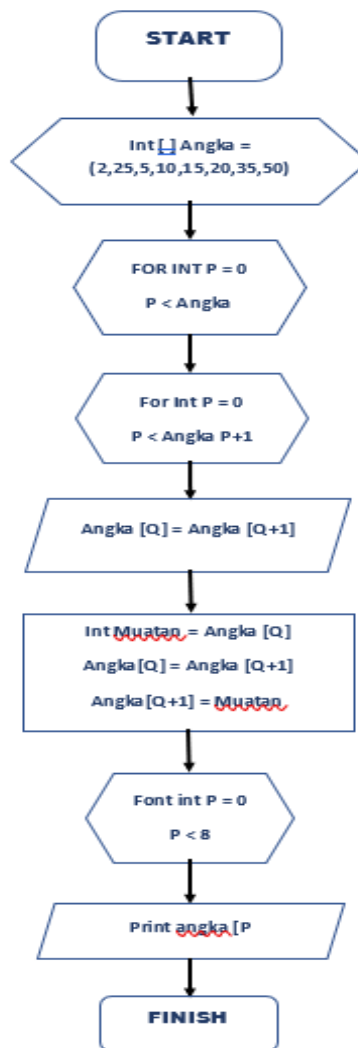 START
Int [ ] Angka =
(2,25,5,10,15,20,35,50)
FOR INT P = 0
P < Angka
For Int P = 0
P < Angka P+1
Angka [Q] = Angka [Q+1]
Int Muatan = Angka [Q]
Angka[Q] = Angka [Q+1]
Angka[Q+1] = Muatan
Font int P = 0
P < 8
Print angka [P
FINISH